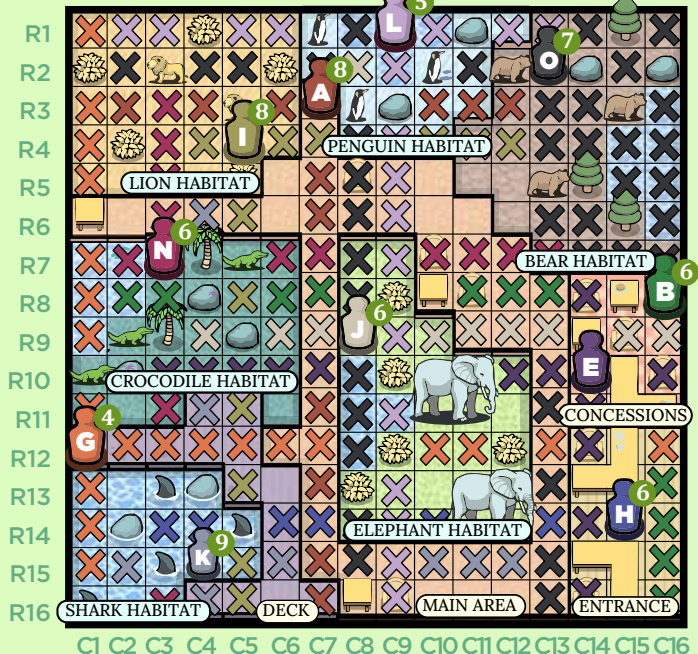 L 5
R1
O 7
R2
A 8
R3
I 8
R4
PENGUIN HABITAT
R5
LION HABITAT
R6
N 6
R7
BEAR HABITAT
B 6
R8
J 6
R9
E
R10
CROCODILE HABITAT
R11
G 4
CONCESSIONS
R12
R13
H 6
R14
ELEPHANT HABITAT
K 9
R15
R16
SHARK HABITAT
DECK
MAIN AREA
ENTRANCE
C1 C2 C3 C4 C5 C6 C7 C8 C9 C10 C11 C12 C13 C14 C15 C16